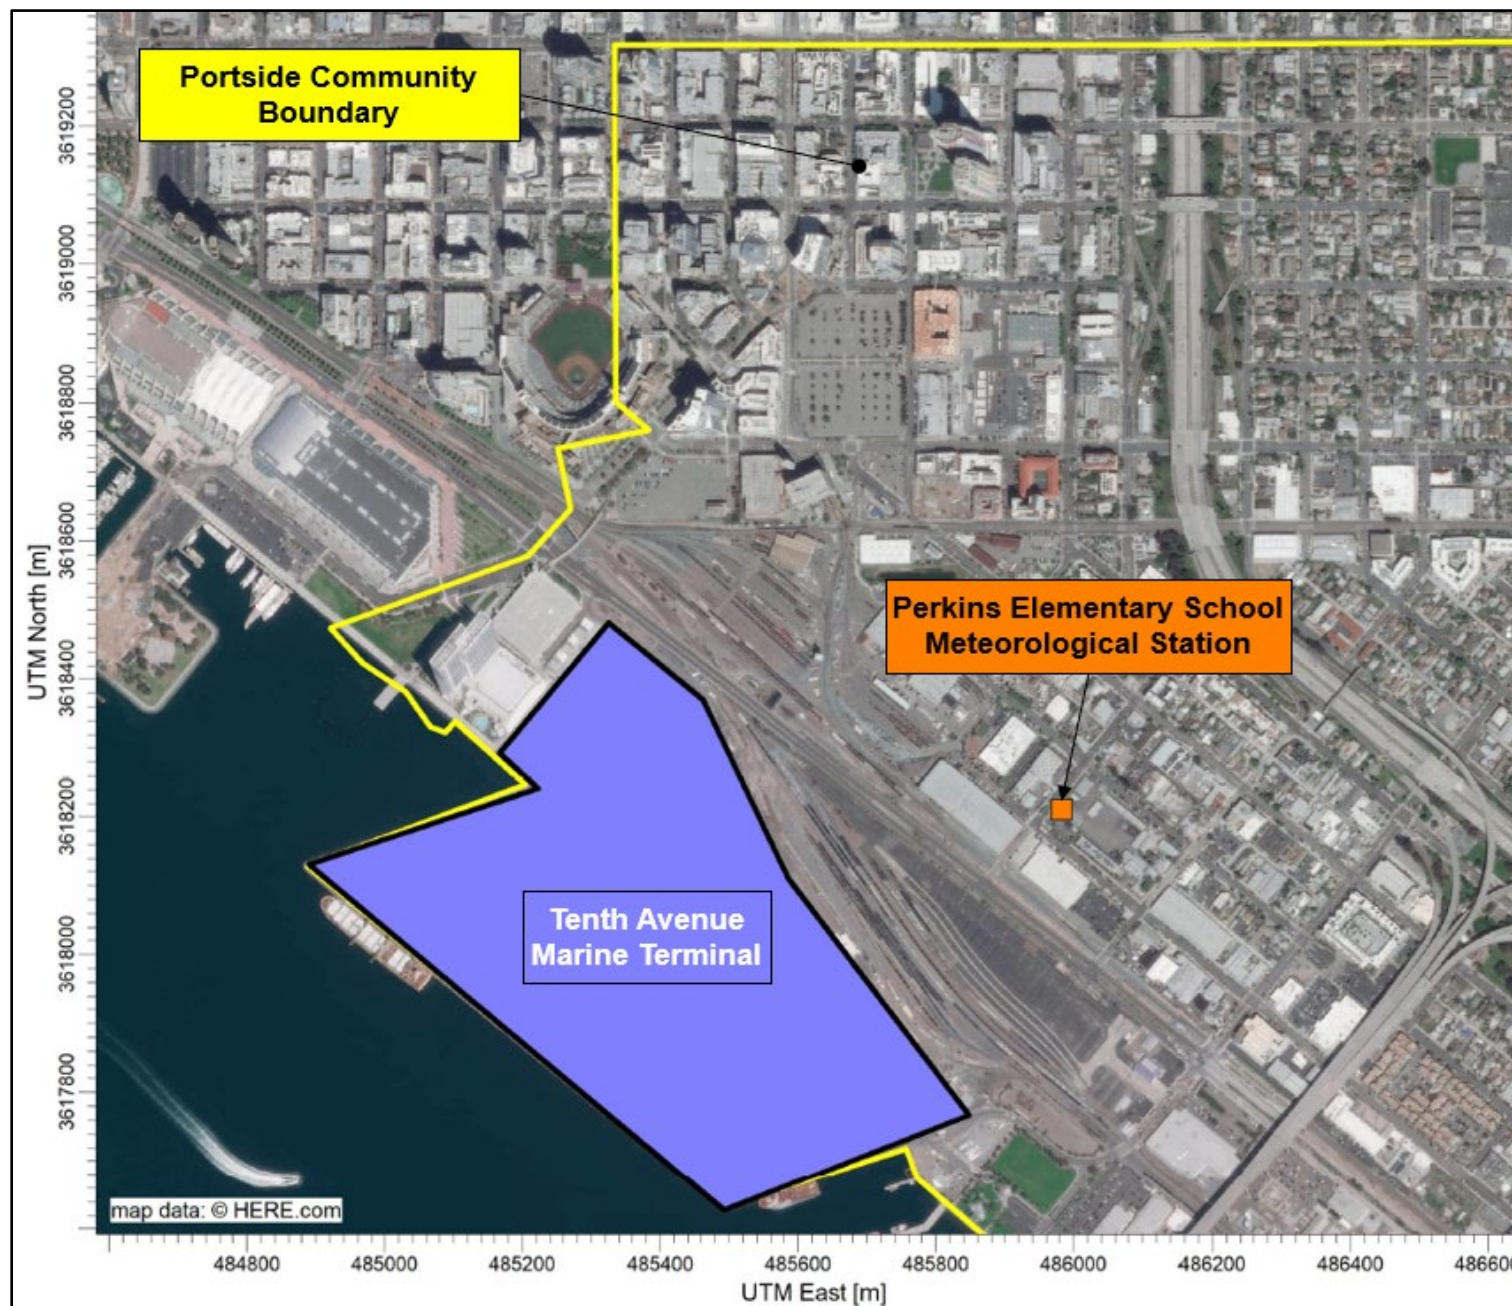 Portside Community
Boundary
Perkins Elementary School
Meteorological Station
Tenth Avenue
Marine Terminal
map data: © HERE.com
UTM North [m]
3619200
3619000
3618800
3618600
3618400
3618200
3618000
3617800
484800 485000 485200 485400 485600 485800 486000 486200 486400 486600
UTM East [m]